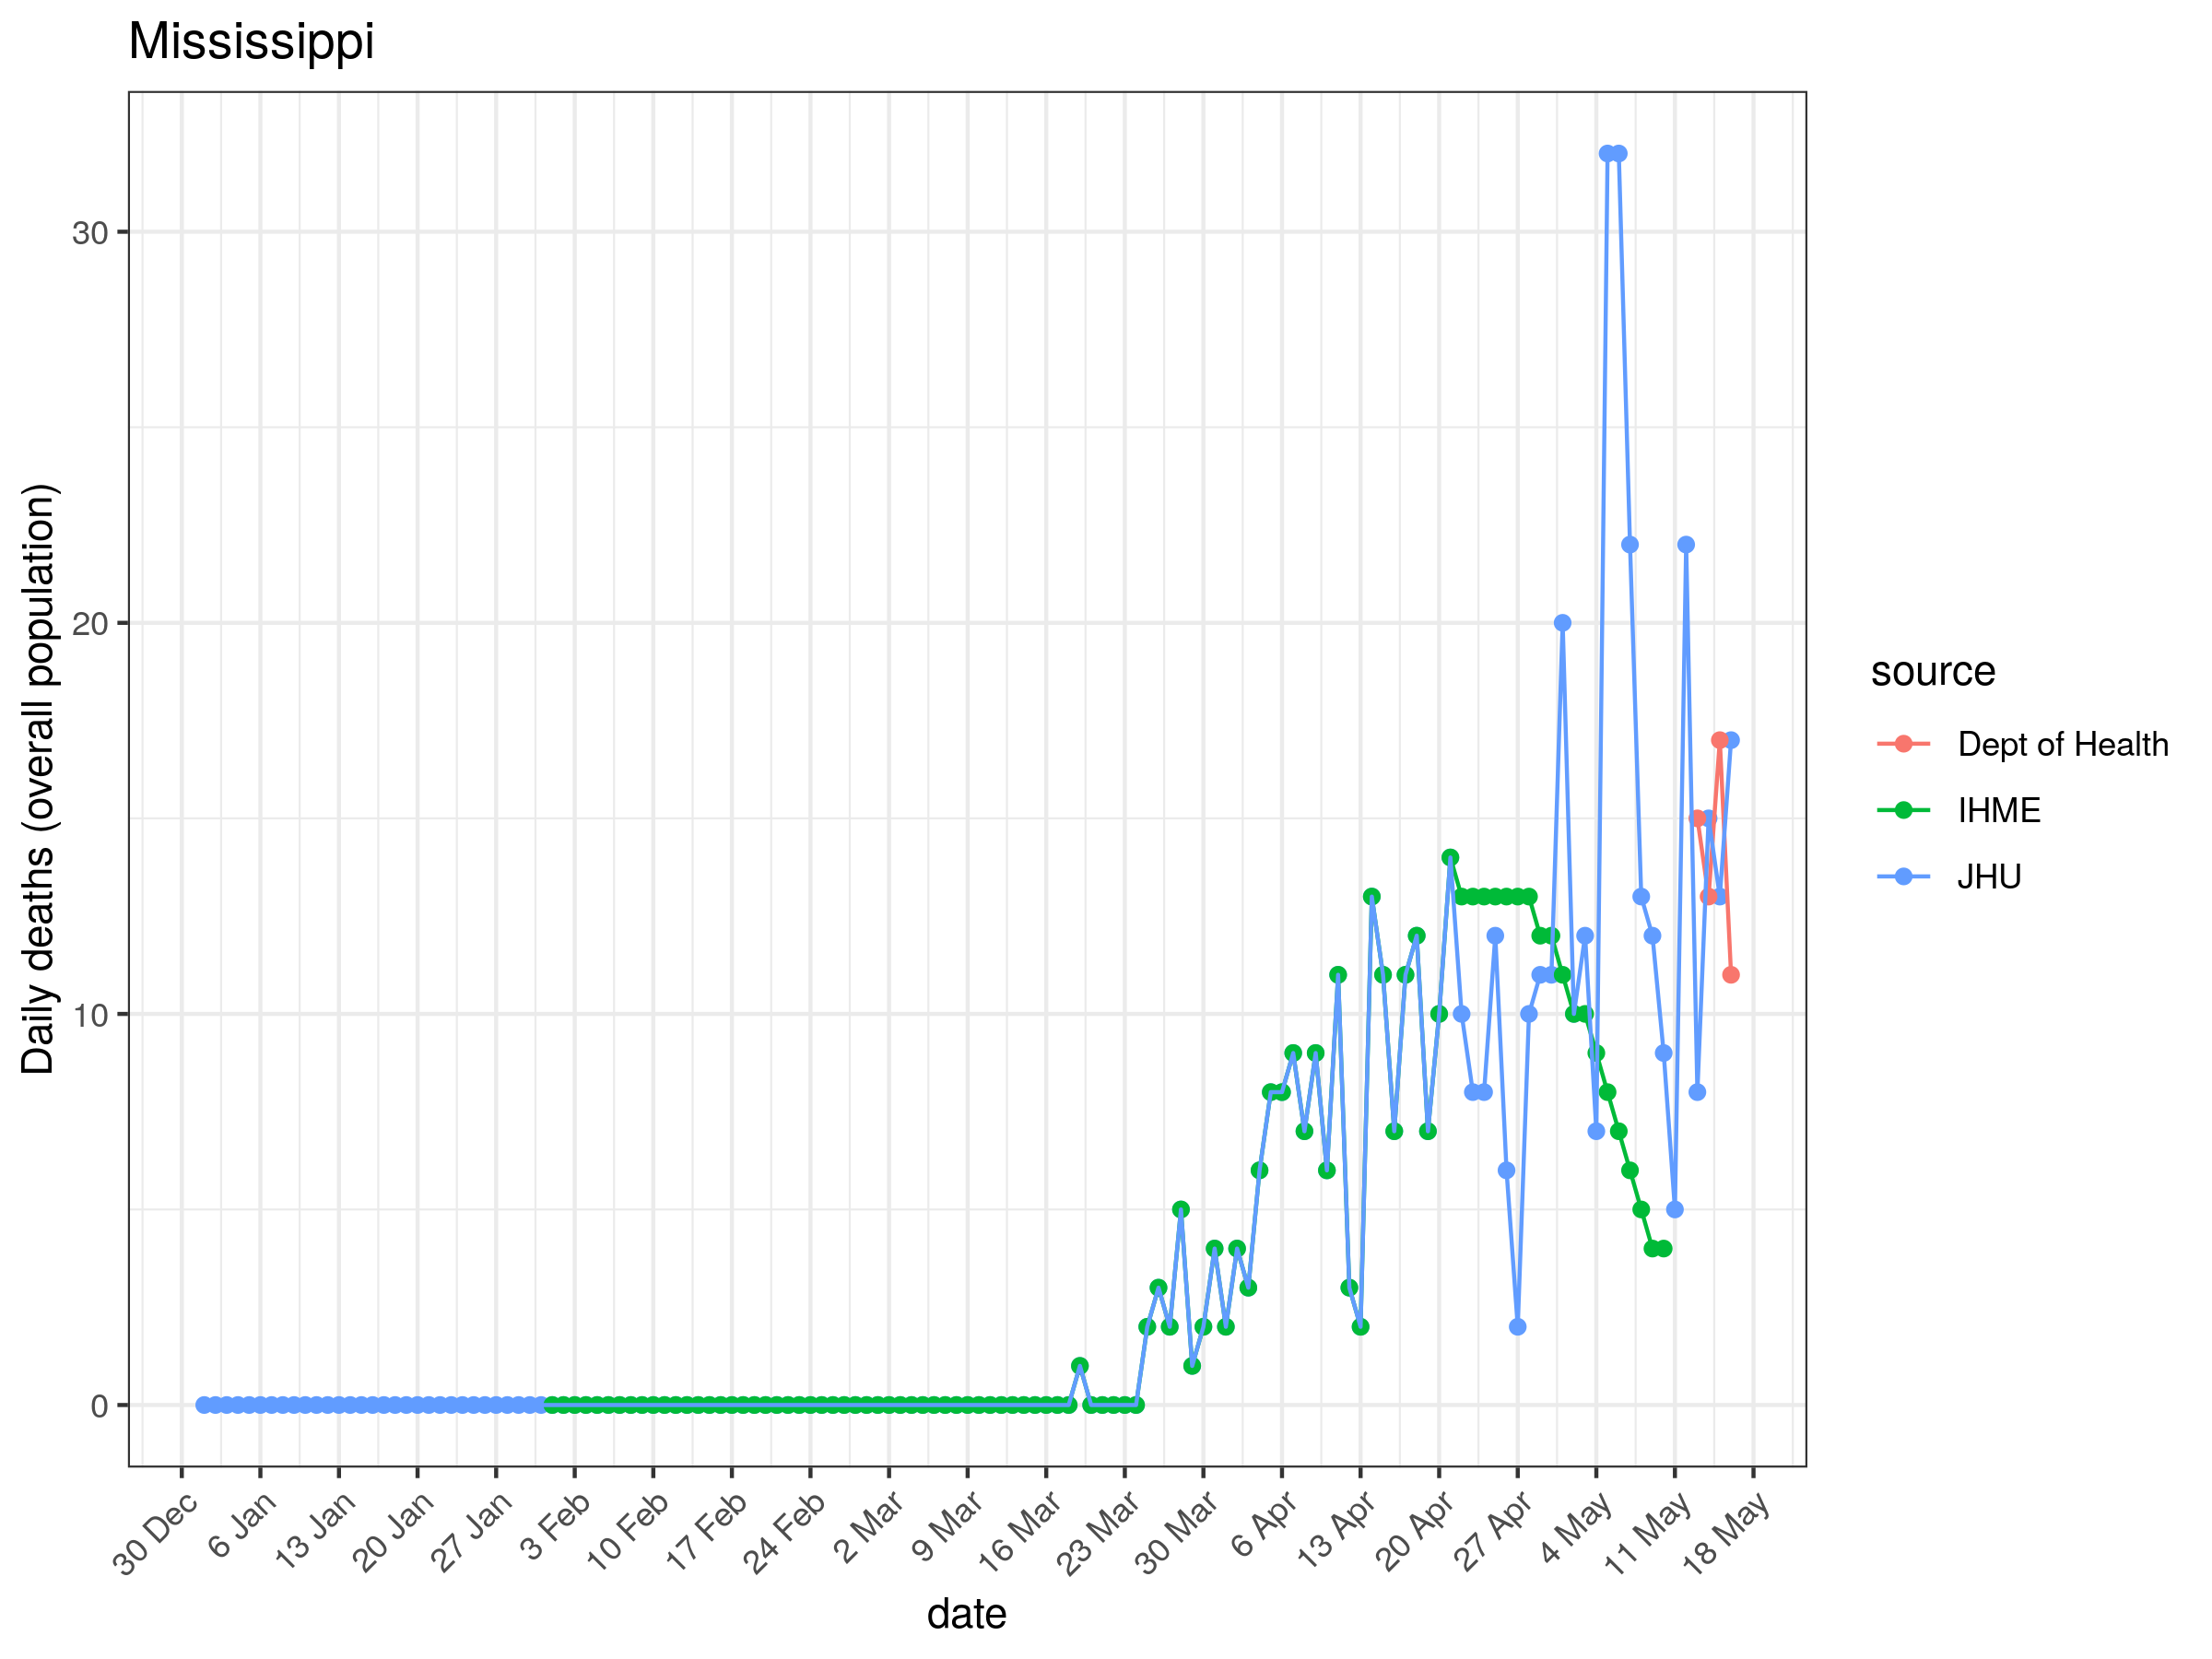 Mississippi
Daily deaths (overall population)
30
20
10
0
30 Dec
6 Jan
13 Jan
20 Jan
27 Jan
3 Feb
10 Feb
17 Feb
24 Feb
2 Mar
9 Mar
16 Mar
23 Mar
30 Mar
6 Apr
13 Apr
20 Apr
27 Apr
4 May
11 May
18 May
date
source
Dept of Health
IHME
JHU